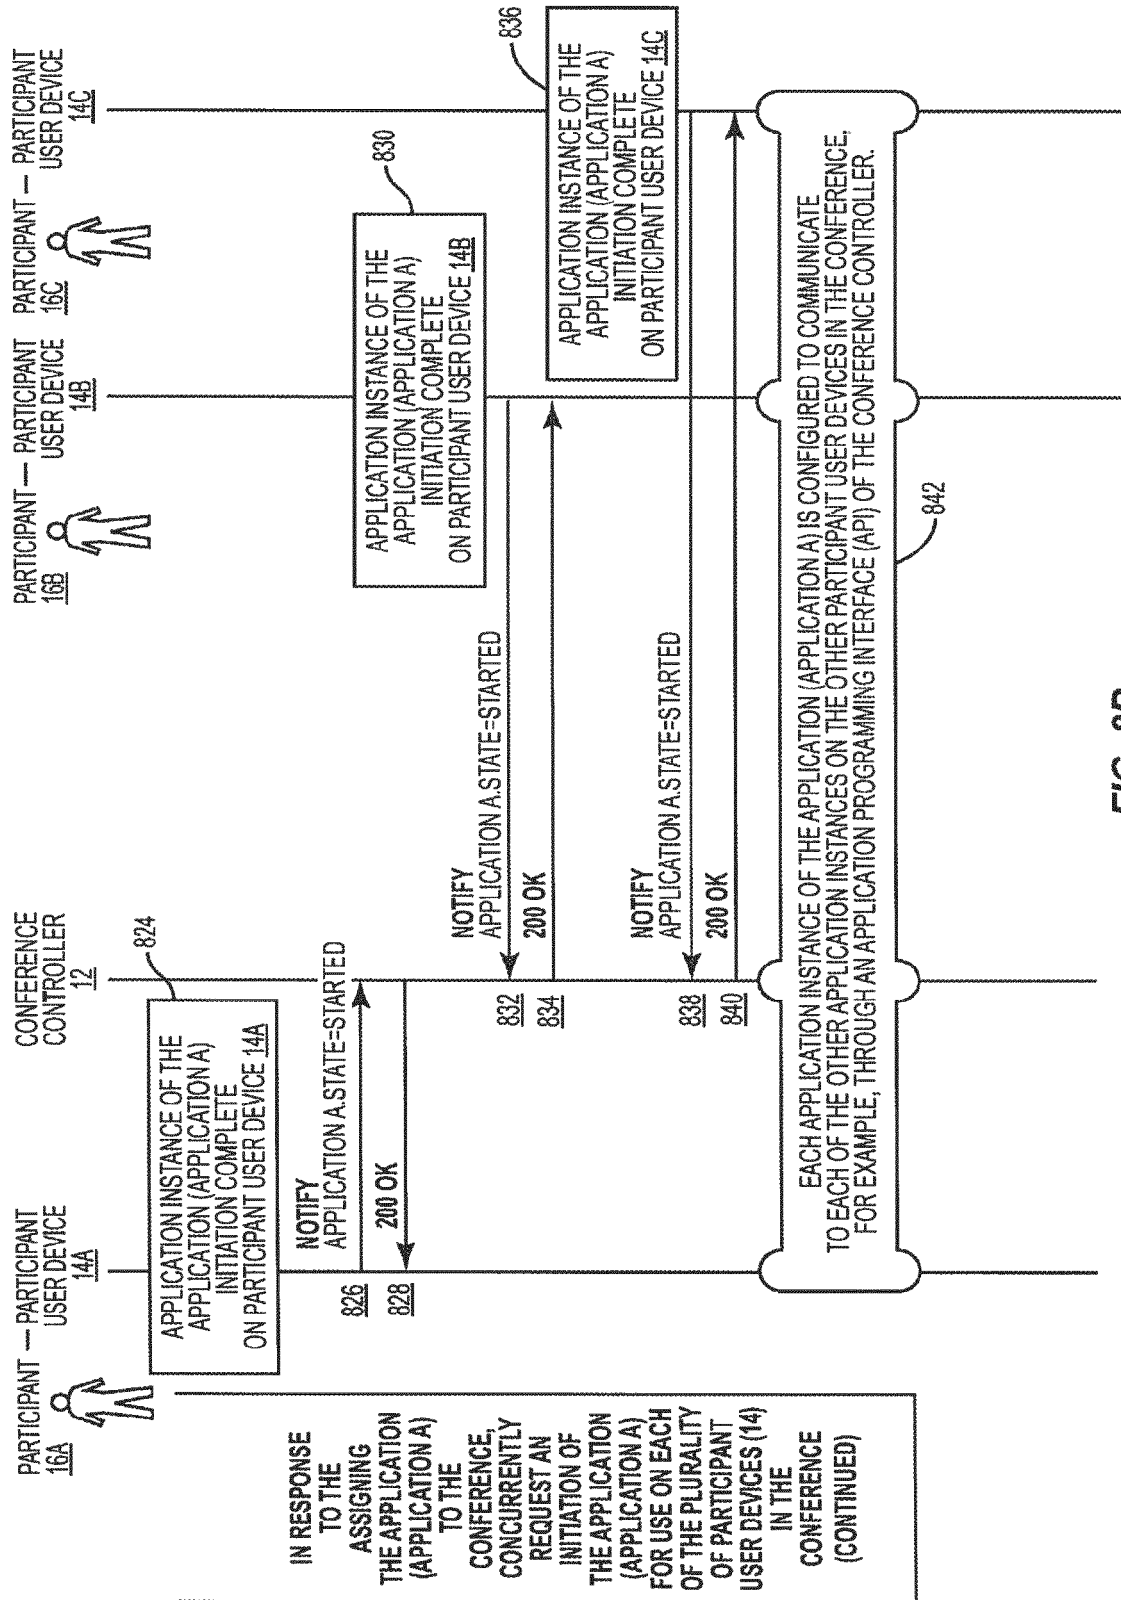 PARTICIPANT — PARTICIPANT
16A
USER DEVICE
14A
CONFERENCE
CONTROLLER
12
PARTICIPANT — PARTICIPANT
16B
USER DEVICE
14B
PARTICIPANT — PARTICIPANT
16C
USER DEVICE
14C
IN RESPONSE
TO THE
ASSIGNING
THE APPLICATION
(APPLICATION A)
TO THE
CONFERENCE,
CONCURRENTLY
REQUEST AN
INITIATION OF
THE APPLICATION
(APPLICATION A)
FOR USE ON EACH
OF THE PLURALITY
OF PARTICIPANT
USER DEVICES (14)
IN THE
CONFERENCE
(CONTINUED)
824
APPLICATION INSTANCE OF THE
APPLICATION (APPLICATION A)
INITIATION COMPLETE
ON PARTICIPANT USER DEVICE 14A
NOTIFY
APPLICATION A.STATE=STARTED
826
200 OK
828
830
APPLICATION INSTANCE OF THE
APPLICATION (APPLICATION A)
INITIATION COMPLETE
ON PARTICIPANT USER DEVICE 14B
NOTIFY
APPLICATION A.STATE=STARTED
832
200 OK
834
836
APPLICATION INSTANCE OF THE
APPLICATION (APPLICATION A)
INITIATION COMPLETE
ON PARTICIPANT USER DEVICE 14C
NOTIFY
APPLICATION A.STATE=STARTED
838
200 OK
840
EACH APPLICATION INSTANCE OF THE APPLICATION (APPLICATION A) IS CONFIGURED TO COMMUNICATE
TO EACH OF THE OTHER APPLICATION INSTANCES ON THE OTHER PARTICIPANT USER DEVICES IN THE CONFERENCE,
FOR EXAMPLE, THROUGH AN APPLICATION PROGRAMING INTERFACE (API) OF THE CONFERENCE CONTROLLER.
842
FIG.